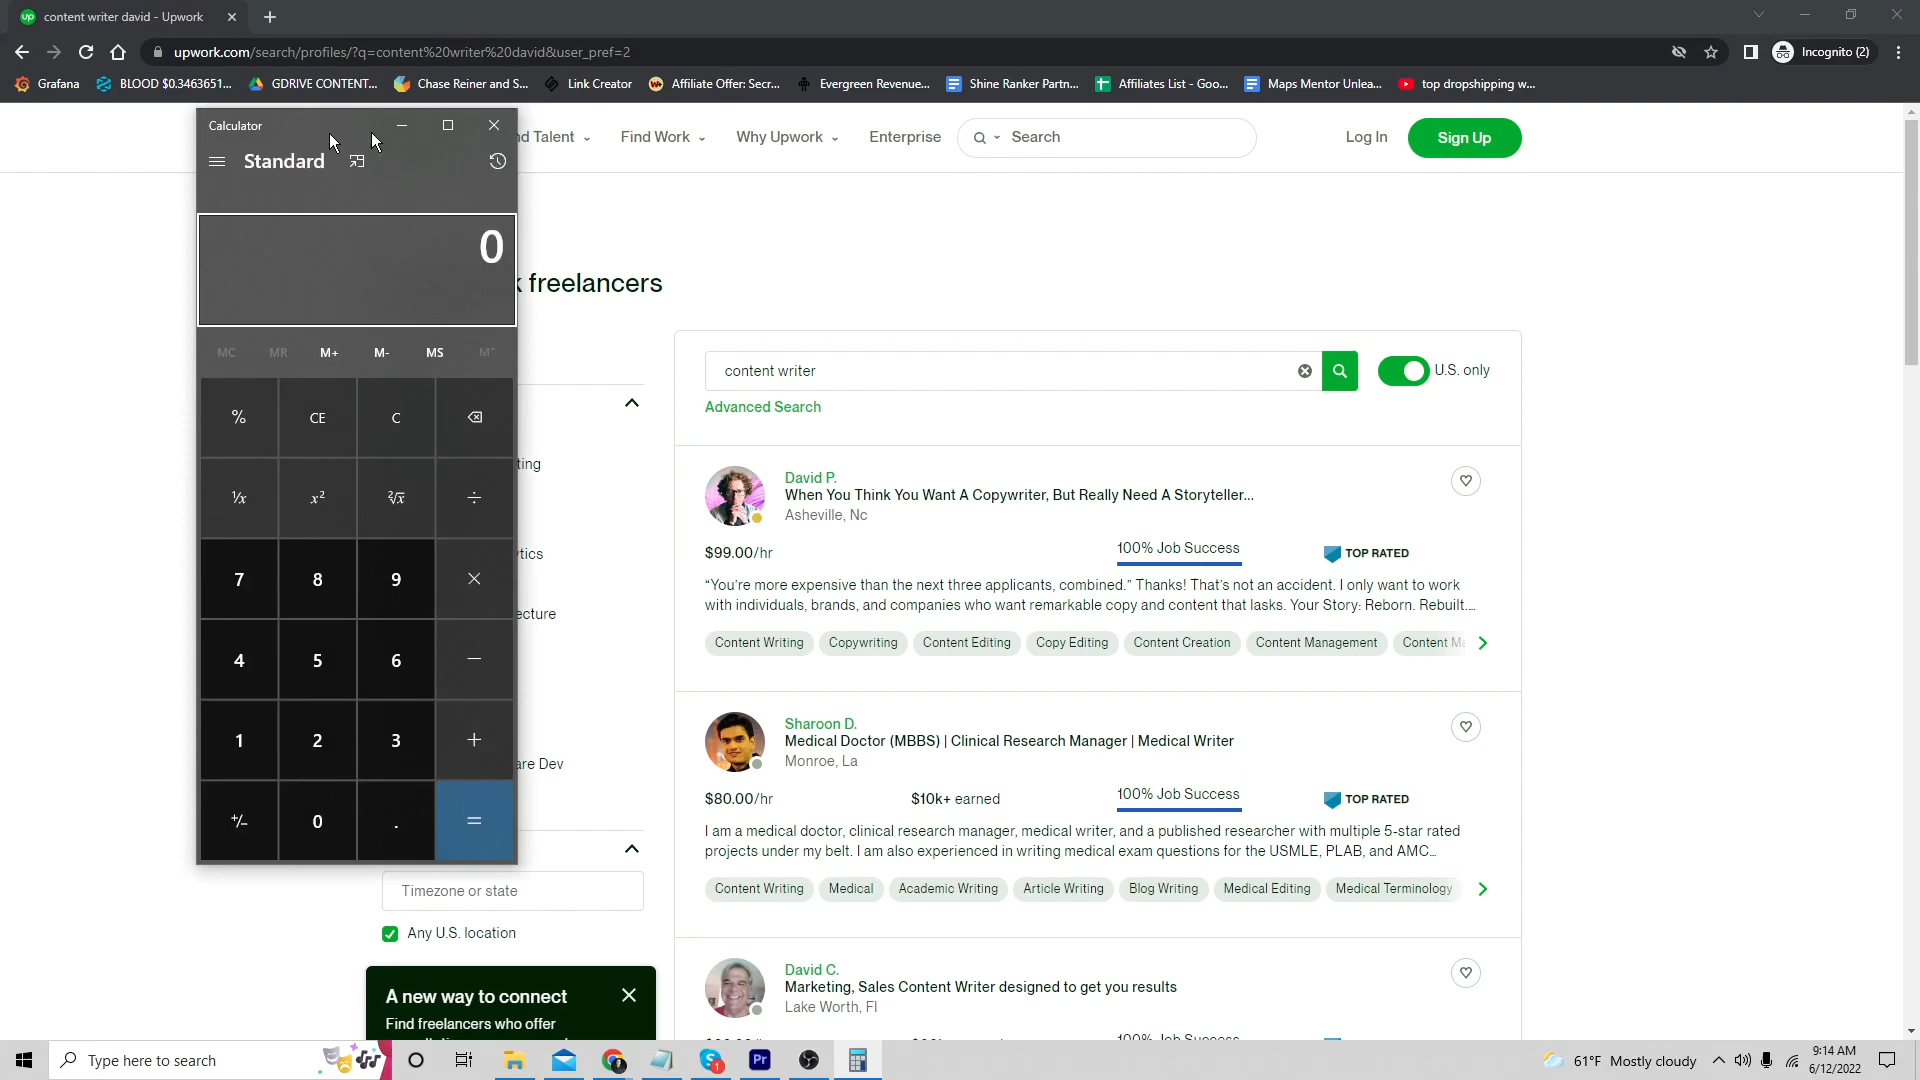 content writer david - Upwork
upwork.com/search/profiles/?q=content%20writer%20david&user_pref=2
Incognito (2)
Grafana
BLOOD $0.3463651...
GDRIVE CONTENT...
Chase Reiner and S...
Link Creator
Affiliate Offer: Secr...
Evergreen Revenue...
Shine Ranker Partn...
Affiliates List - Goo...
Maps Mentor Unlea...
top dropshipping w...
Calculator
Standard
nd Talent
Find Work
Why Upwork
Enterprise
Search
Log In
Sign Up
0
k freelancers
MC MR M+ M- MS M˅
% CE C
⅟x x² ²√x ÷
7 8 9 ×
4 5 6 −
1 2 3 +
+/− 0 . =
ting
tics
ecture
are Dev
Timezone or state
Any U.S. location
A new way to connect
Find freelancers who offer
content writer
U.S. only
Advanced Search
David P.
When You Think You Want A Copywriter, But Really Need A Storyteller...
Asheville, Nc
$99.00/hr
100% Job Success
TOP RATED
“You're more expensive than the next three applicants, combined.” Thanks! That's not an accident. I only want to work
with individuals, brands, and companies who want remarkable copy and content that lasks. Your Story: Reborn. Rebuilt....
Content Writing
Copywriting
Content Editing
Copy Editing
Content Creation
Content Management
Content Ma
Sharoon D.
Medical Doctor (MBBS) | Clinical Research Manager | Medical Writer
Monroe, La
$80.00/hr
$10k+ earned
100% Job Success
TOP RATED
I am a medical doctor, clinical research manager, medical writer, and a published researcher with multiple 5-star rated
projects under my belt. I am also experienced in writing medical exam questions for the USMLE, PLAB, and AMC...
Content Writing
Medical
Academic Writing
Article Writing
Blog Writing
Medical Editing
Medical Terminology
David C.
Marketing, Sales Content Writer designed to get you results
Lake Worth, Fl
100% Job Success
Type here to search
Pr
61°F Mostly cloudy
9:14 AM
6/12/2022